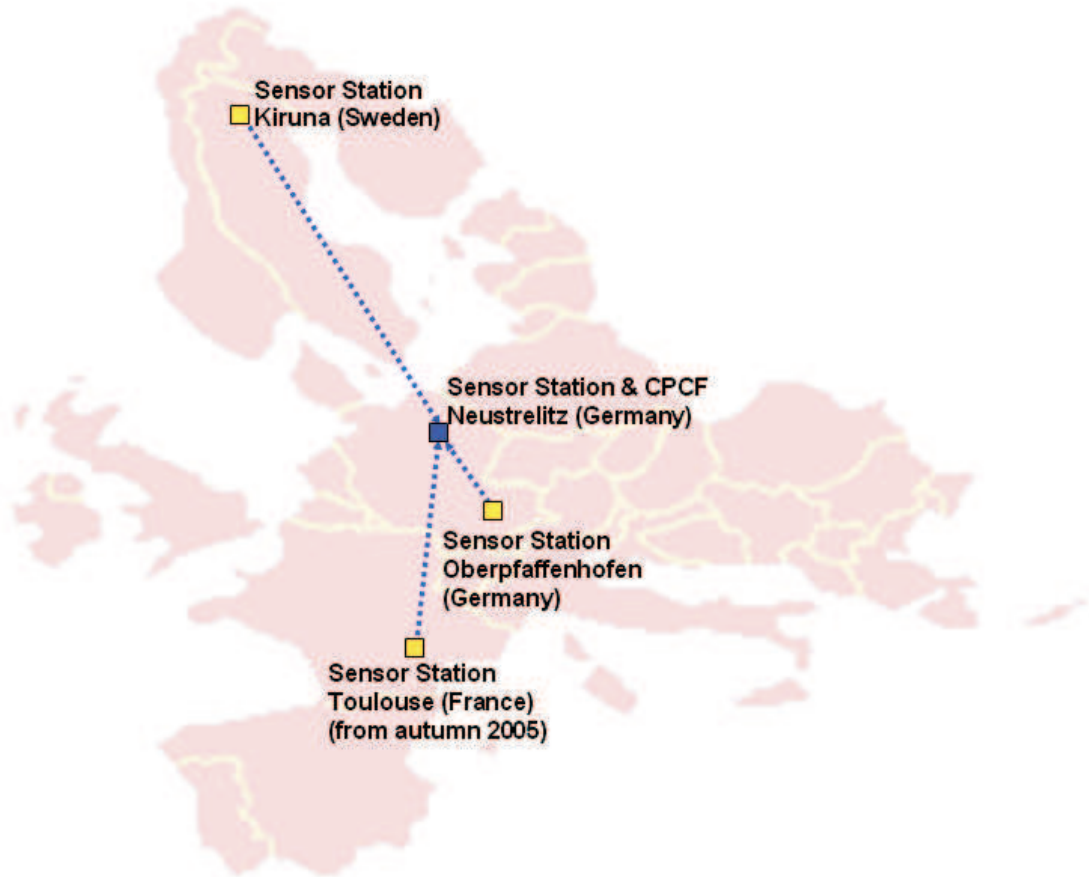 Sensor Station
Kiruna (Sweden)
Sensor Station & CPCF
Neustrelitz (Germany)
Sensor Station
Oberpfaffenhofen
(Germany)
Sensor Station
Toulouse (France)
(from autumn 2005)